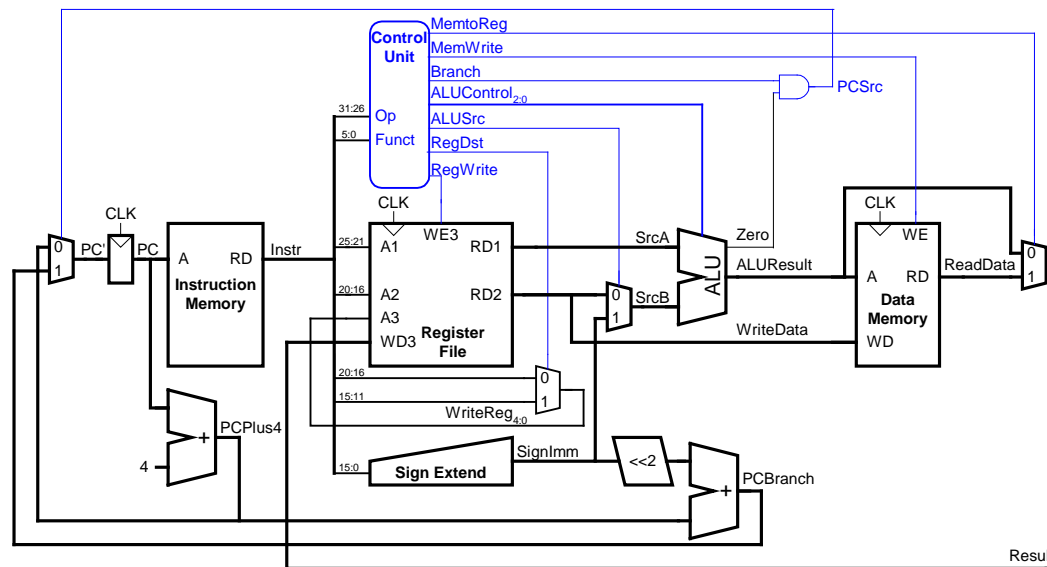 MemtoReg
Control
Unit
MemWrite
Branch
PCSrc
ALUControl2:0
31:26
Op
ALUSrc
5:0
Funct
RegDst
RegWrite
CLK
CLK
CLK
0
1
PC'
PC
A
RD
Instr
Instruction
Memory
25:21
A1
WE3
RD1
SrcA
Zero
WE
0
1
20:16
A2
RD2
0
1
SrcB
ALU
ALUResult
A
RD
ReadData
Data
Memory
A3
WD3
Register
File
WriteData
WD
20:16
0
15:11
1
WriteReg4:0
PCPlus4
+
4
15:0
Sign Extend
SignImm
<<2
+
PCBranch
Resu